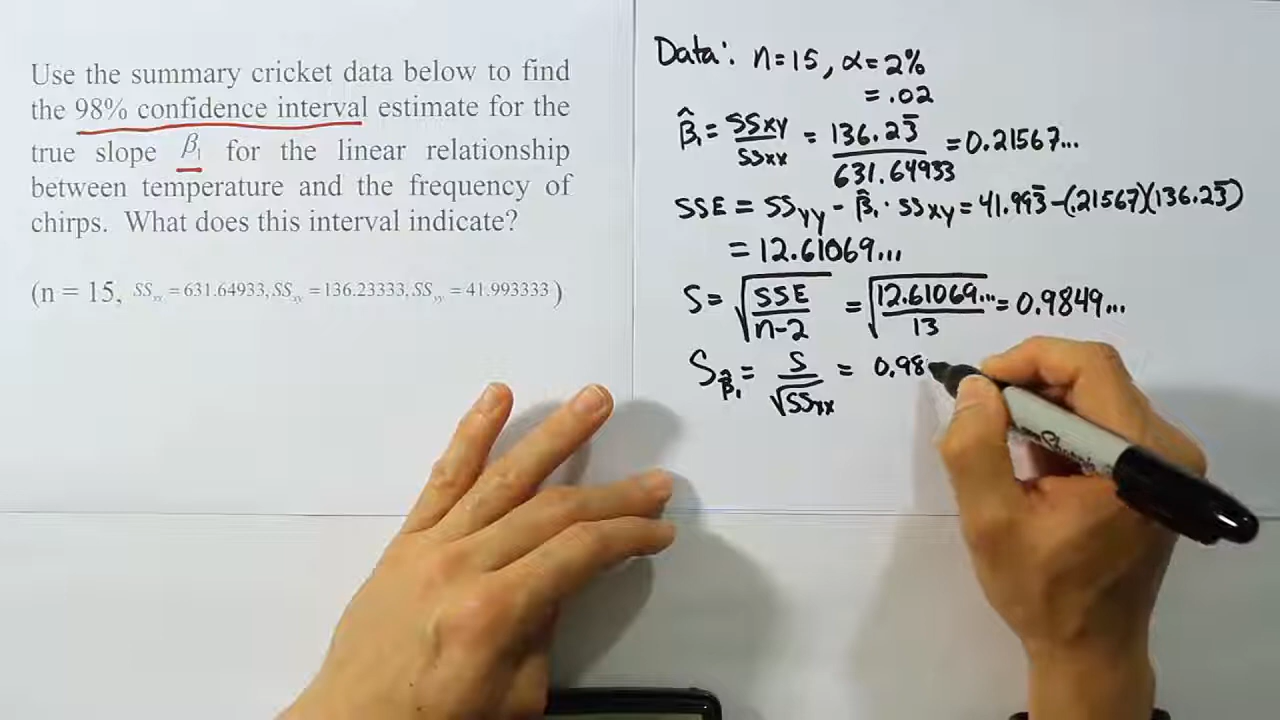 Use the summary cricket data below to find
the 98% confidence interval estimate for the
true slope β₁ for the linear relationship
between temperature and the frequency of
chirps. What does this interval indicate?
(n = 15, SSxx = 631.64933, SSxy = 136.23333, SSyy = 41.993333)
Data: n=15, α=2%
=.02
β̂₁ = SSxy/SSxx = 136.23̅/631.64933 = 0.21567...
SSE = SSyy - β̂₁ · SSxy = 41.993̅ - (.21567)(136.23̅)
= 12.61069...
S = √(SSE/n-2) = √(12.61069.../13) = 0.9849...
Sβ̂₁ = S/√SSxx = 0.98